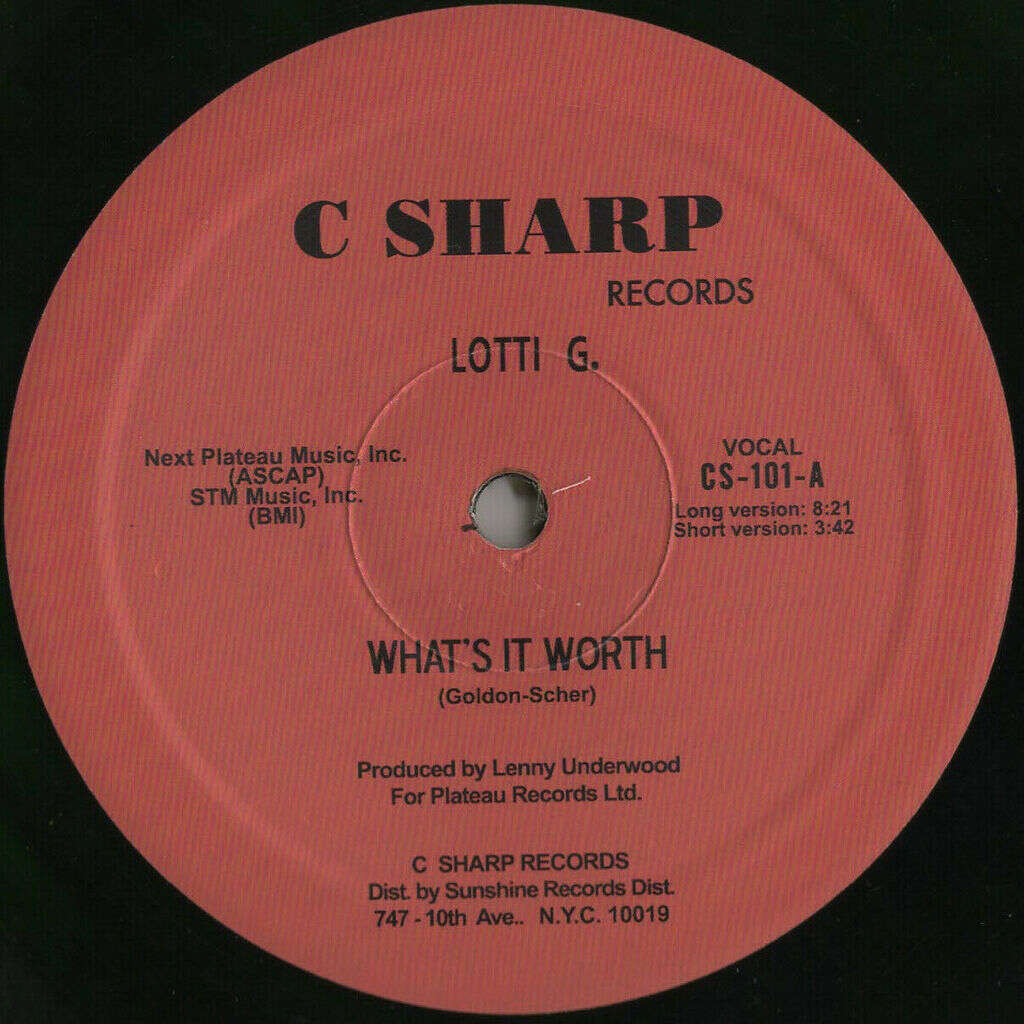 C SHARP
RECORDS
LOTTI G.
Next Plateau Music, Inc.
(ASCAP)
STM Music, Inc.
(BMI)
VOCAL
CS-101-A
Long version: 8:21
Short version: 3:42
WHAT'S IT WORTH
(Goldon-Scher)
Produced by Lenny Underwood
For Plateau Records Ltd.
C SHARP RECORDS
Dist. by Sunshine Records Dist.
747 - 10th Ave.. N.Y.C. 10019